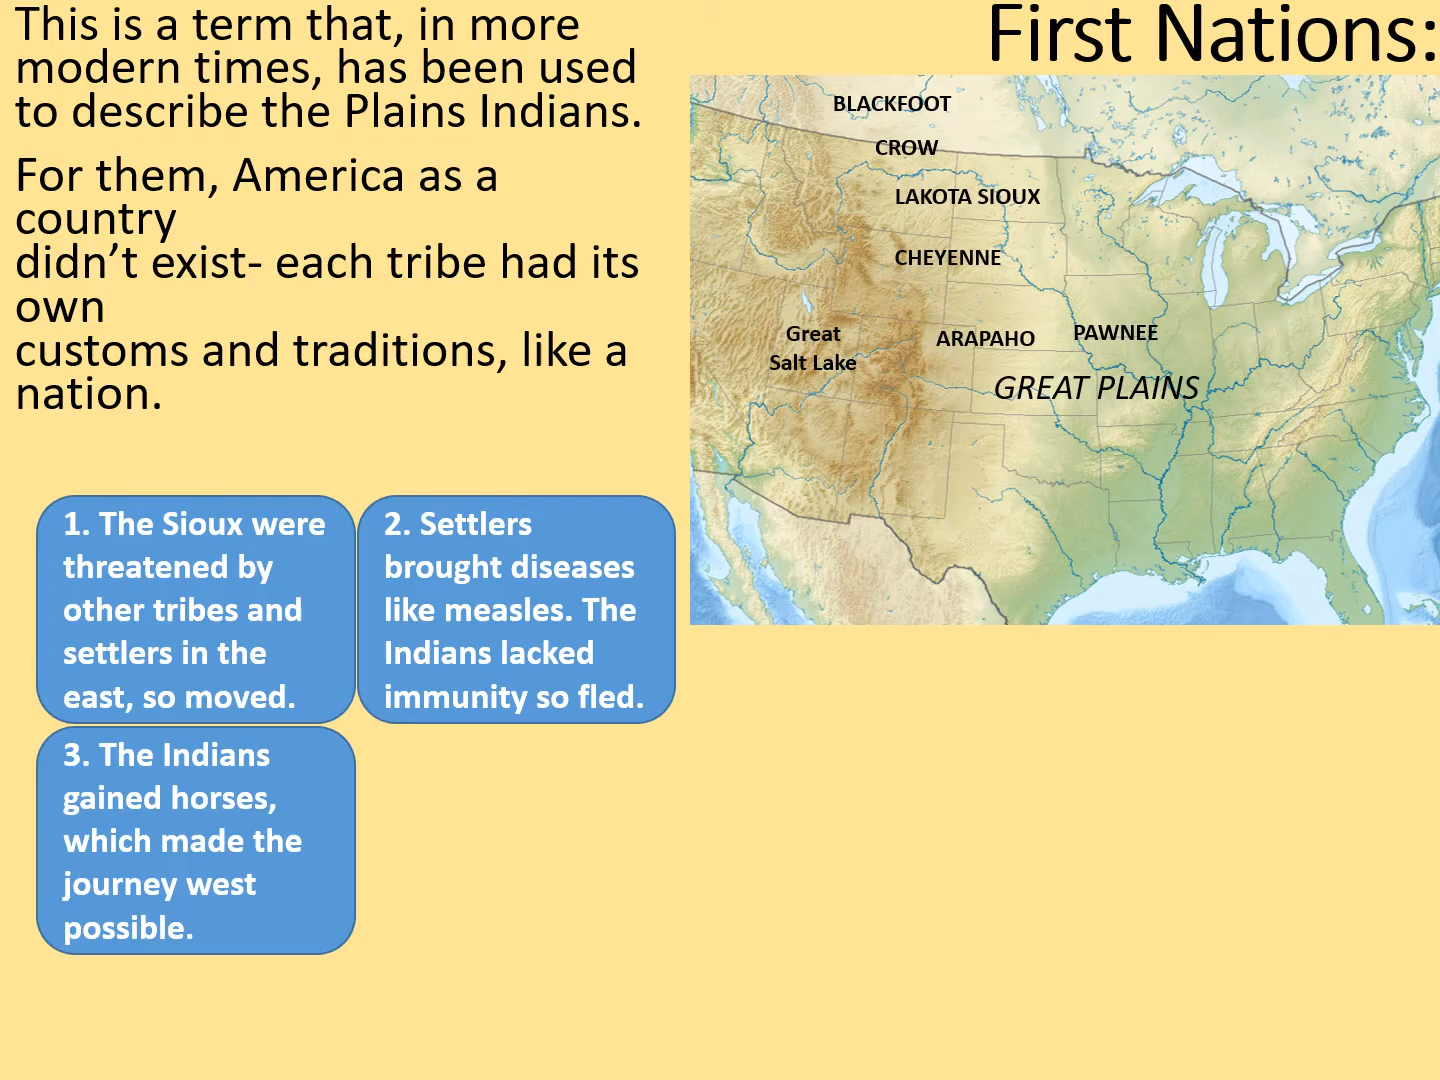 First Nations:
This is a term that, in more
modern times, has been used
to describe the Plains Indians.
For them, America as a
country
didn’t exist- each tribe had its
own
customs and traditions, like a
nation.
BLACKFOOT
CROW
LAKOTA SIOUX
CHEYENNE
Great
Salt Lake
ARAPAHO
PAWNEE
GREAT PLAINS
1. The Sioux were
threatened by
other tribes and
settlers in the
east, so moved.
2. Settlers
brought diseases
like measles. The
Indians lacked
immunity so fled.
3. The Indians
gained horses,
which made the
journey west
possible.